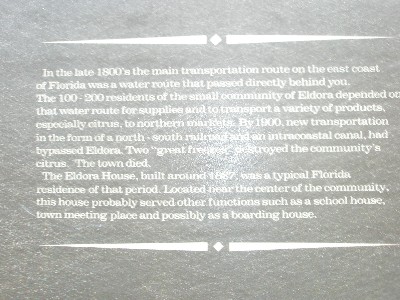 In the late 1800's the main transportation route on the east coast
of Florida was a water route that passed directly behind you.
The 100-200 residents of the small community of Eldora depended on
that water route for supplies and to transport a variety of products,
especially citrus, to northern markets. By 1900, new transportation
in the form of a north-south railroad and an intracoastal canal, had
bypassed Eldora. Two "great freezes" destroyed the community's
citrus. The town died.
The Eldora House, built around 1887, was a typical Florida
residence of that period. Located near the center of the community,
this house probably served other functions such as a school house,
town meeting place and possibly as a boarding house.